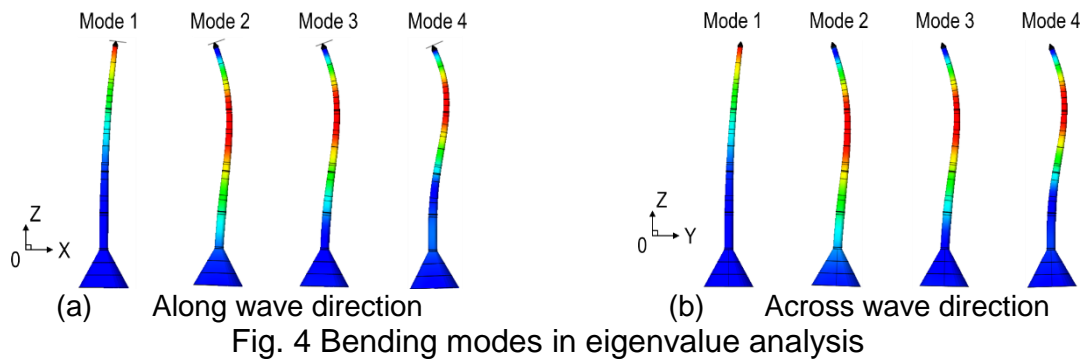 Mode 1 Mode 2 Mode 3 Mode 4 Mode 1 Mode 2 Mode 3 Mode 4
Z Z
0 X 0 Y
(a) Along wave direction (b) Across wave direction
Fig. 4 Bending modes in eigenvalue analysis